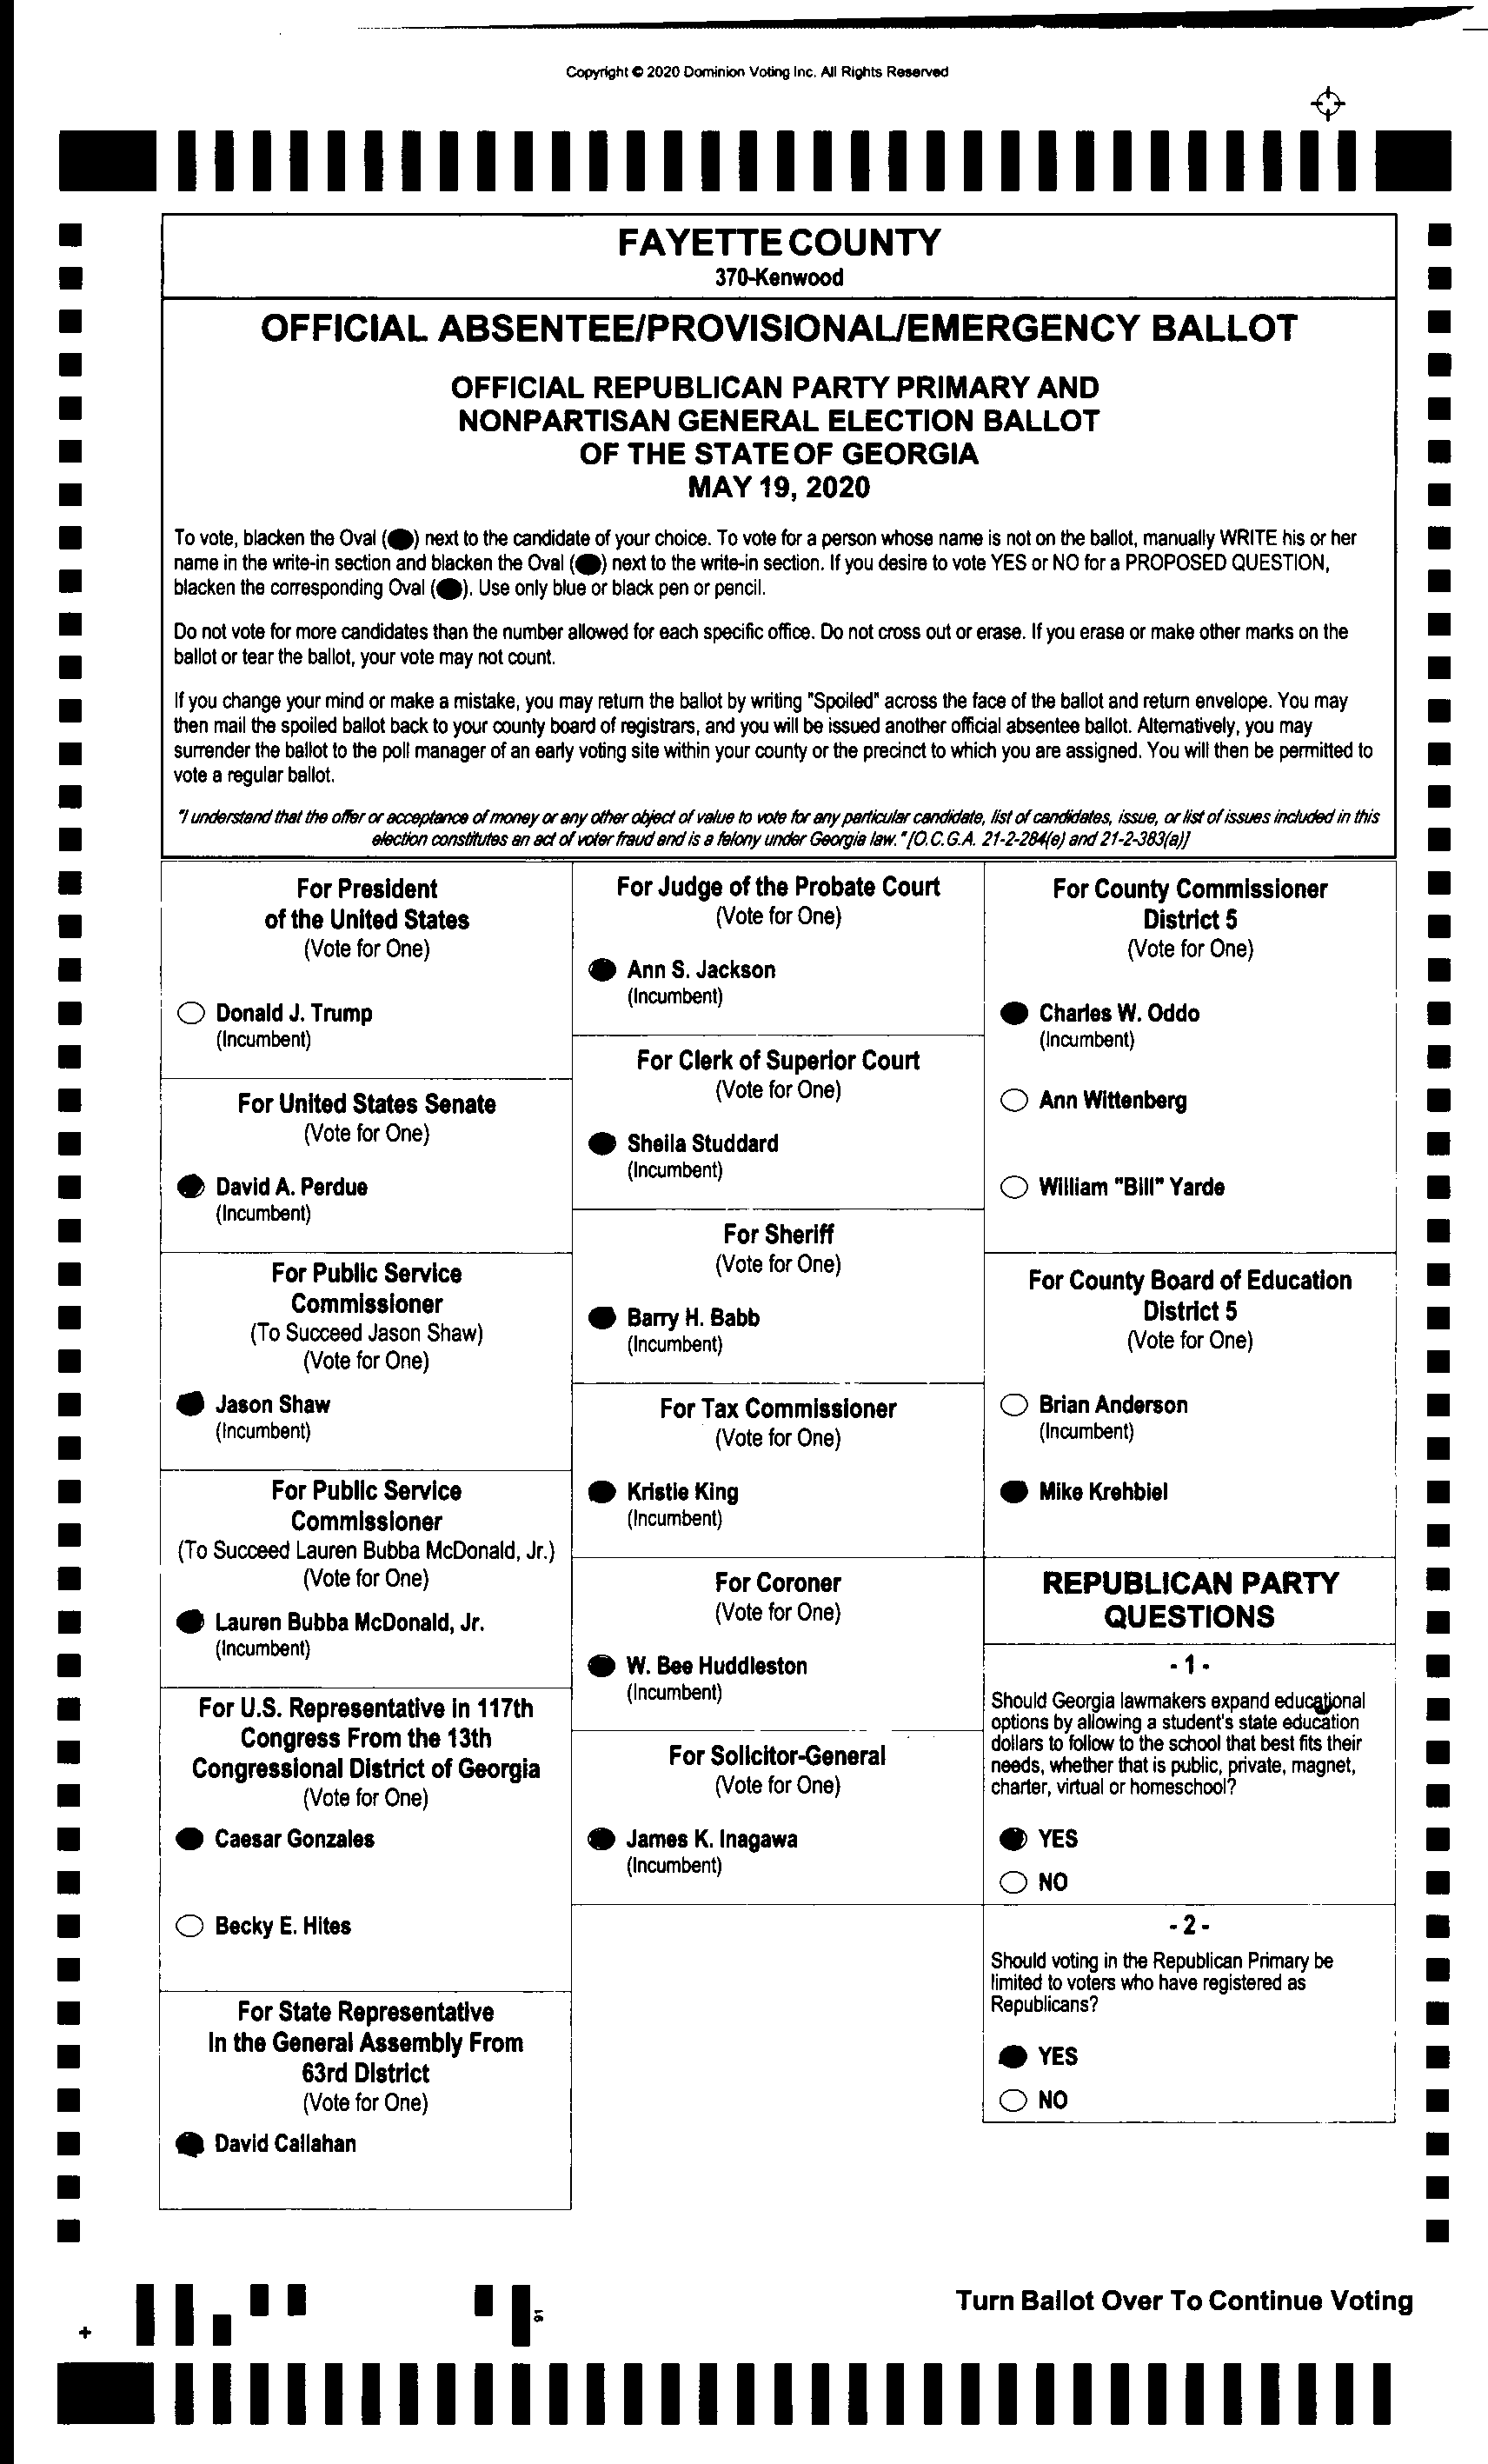 Copyright © 2020 Dominion Voting Inc. All Rights Reserved
FAYETTE COUNTY
370-Kenwood
OFFICIAL ABSENTEE/PROVISIONAL/EMERGENCY BALLOT
OFFICIAL REPUBLICAN PARTY PRIMARY AND
NONPARTISAN GENERAL ELECTION BALLOT
OF THE STATE OF GEORGIA
MAY 19, 2020
To vote, blacken the Oval (⬬) next to the candidate of your choice. To vote for a person whose name is not on the ballot, manually WRITE his or her
name in the write-in section and blacken the Oval (⬬) next to the write-in section. If you desire to vote YES or NO for a PROPOSED QUESTION,
blacken the corresponding Oval (⬬). Use only blue or black pen or pencil.
Do not vote for more candidates than the number allowed for each specific office. Do not cross out or erase. If you erase or make other marks on the
ballot or tear the ballot, your vote may not count.
If you change your mind or make a mistake, you may return the ballot by writing "Spoiled" across the face of the ballot and return envelope. You may
then mail the spoiled ballot back to your county board of registrars, and you will be issued another official absentee ballot. Alternatively, you may
surrender the ballot to the poll manager of an early voting site within your county or the precinct to which you are assigned. You will then be permitted to
vote a regular ballot.
"I understand that the offer or acceptance of money or any other object of value to vote for any particular candidate, list of candidates, issue, or list of issues included in this
election constitutes an act of voter fraud and is a felony under Georgia law." [O.C.G.A. 21-2-284(e) and 21-2-383(a)]
For President
of the United States
(Vote for One)
Donald J. Trump
(Incumbent)
For United States Senate
(Vote for One)
David A. Perdue
(Incumbent)
For Public Service
Commissioner
(To Succeed Jason Shaw)
(Vote for One)
Jason Shaw
(Incumbent)
For Public Service
Commissioner
(To Succeed Lauren Bubba McDonald, Jr.)
(Vote for One)
Lauren Bubba McDonald, Jr.
(Incumbent)
For U.S. Representative in 117th
Congress From the 13th
Congressional District of Georgia
(Vote for One)
Caesar Gonzales
Becky E. Hites
For State Representative
In the General Assembly From
63rd District
(Vote for One)
David Callahan
For Judge of the Probate Court
(Vote for One)
Ann S. Jackson
(Incumbent)
For Clerk of Superior Court
(Vote for One)
Sheila Studdard
(Incumbent)
For Sheriff
(Vote for One)
Barry H. Babb
(Incumbent)
For Tax Commissioner
(Vote for One)
Kristie King
(Incumbent)
For Coroner
(Vote for One)
W. Bee Huddleston
(Incumbent)
For Solicitor-General
(Vote for One)
James K. Inagawa
(Incumbent)
For County Commissioner
District 5
(Vote for One)
Charles W. Oddo
(Incumbent)
Ann Wittenberg
William "Bill" Yarde
For County Board of Education
District 5
(Vote for One)
Brian Anderson
(Incumbent)
Mike Krehbiel
REPUBLICAN PARTY
QUESTIONS
- 1 -
Should Georgia lawmakers expand educational
options by allowing a student's state education
dollars to follow to the school that best fits their
needs, whether that is public, private, magnet,
charter, virtual or homeschool?
YES
NO
- 2 -
Should voting in the Republican Primary be
limited to voters who have registered as
Republicans?
YES
NO
Turn Ballot Over To Continue Voting
91